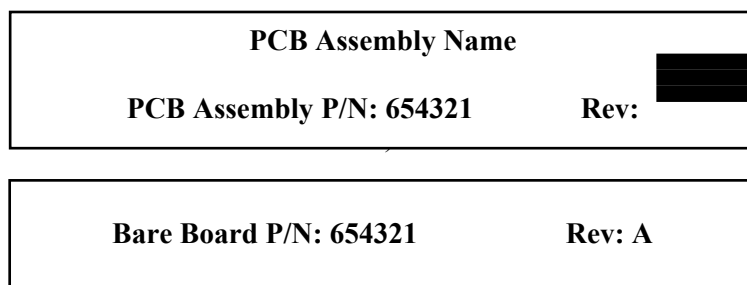 PCB Assembly Name
PCB Assembly P/N: 654321 Rev:
Bare Board P/N: 654321 Rev: A